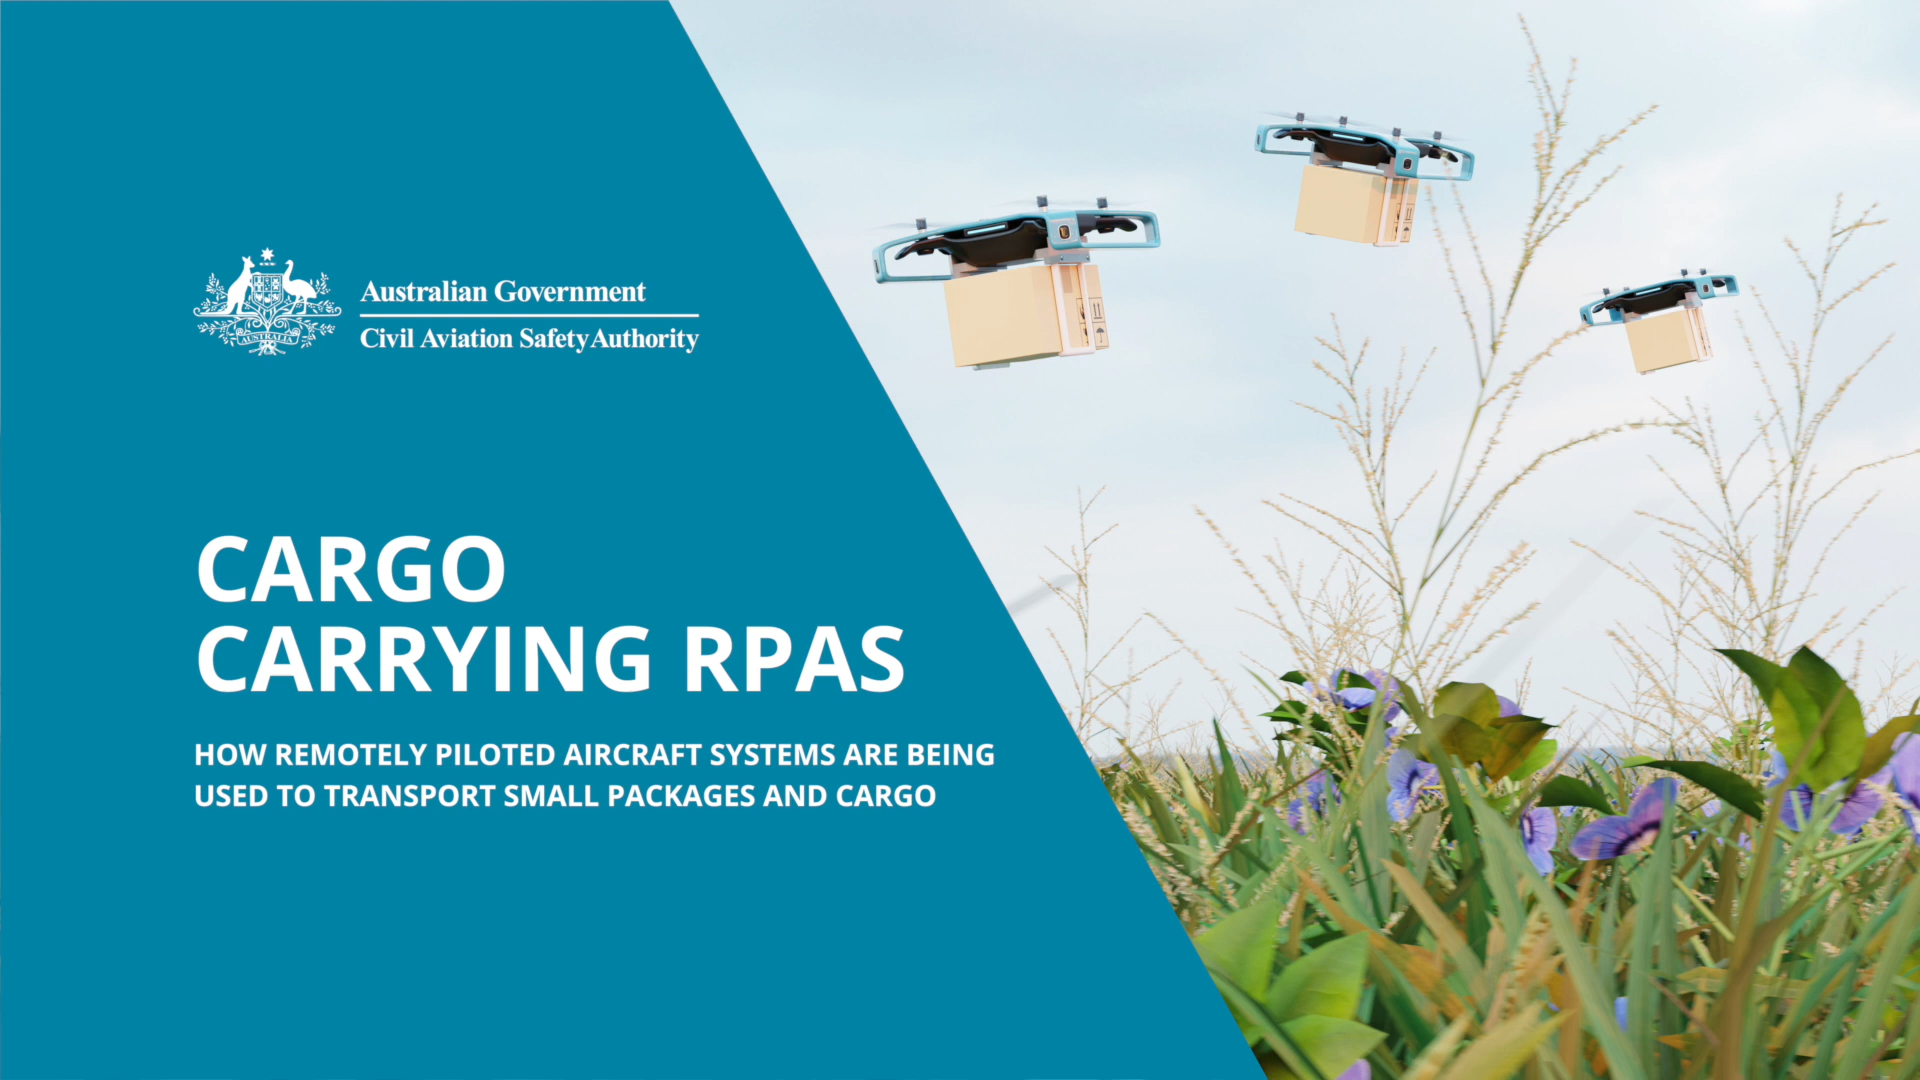 Australian Government
Civil Aviation Safety Authority
AUSTRALIA
CARGO
CARRYING RPAS
HOW REMOTELY PILOTED AIRCRAFT SYSTEMS ARE BEING
USED TO TRANSPORT SMALL PACKAGES AND CARGO